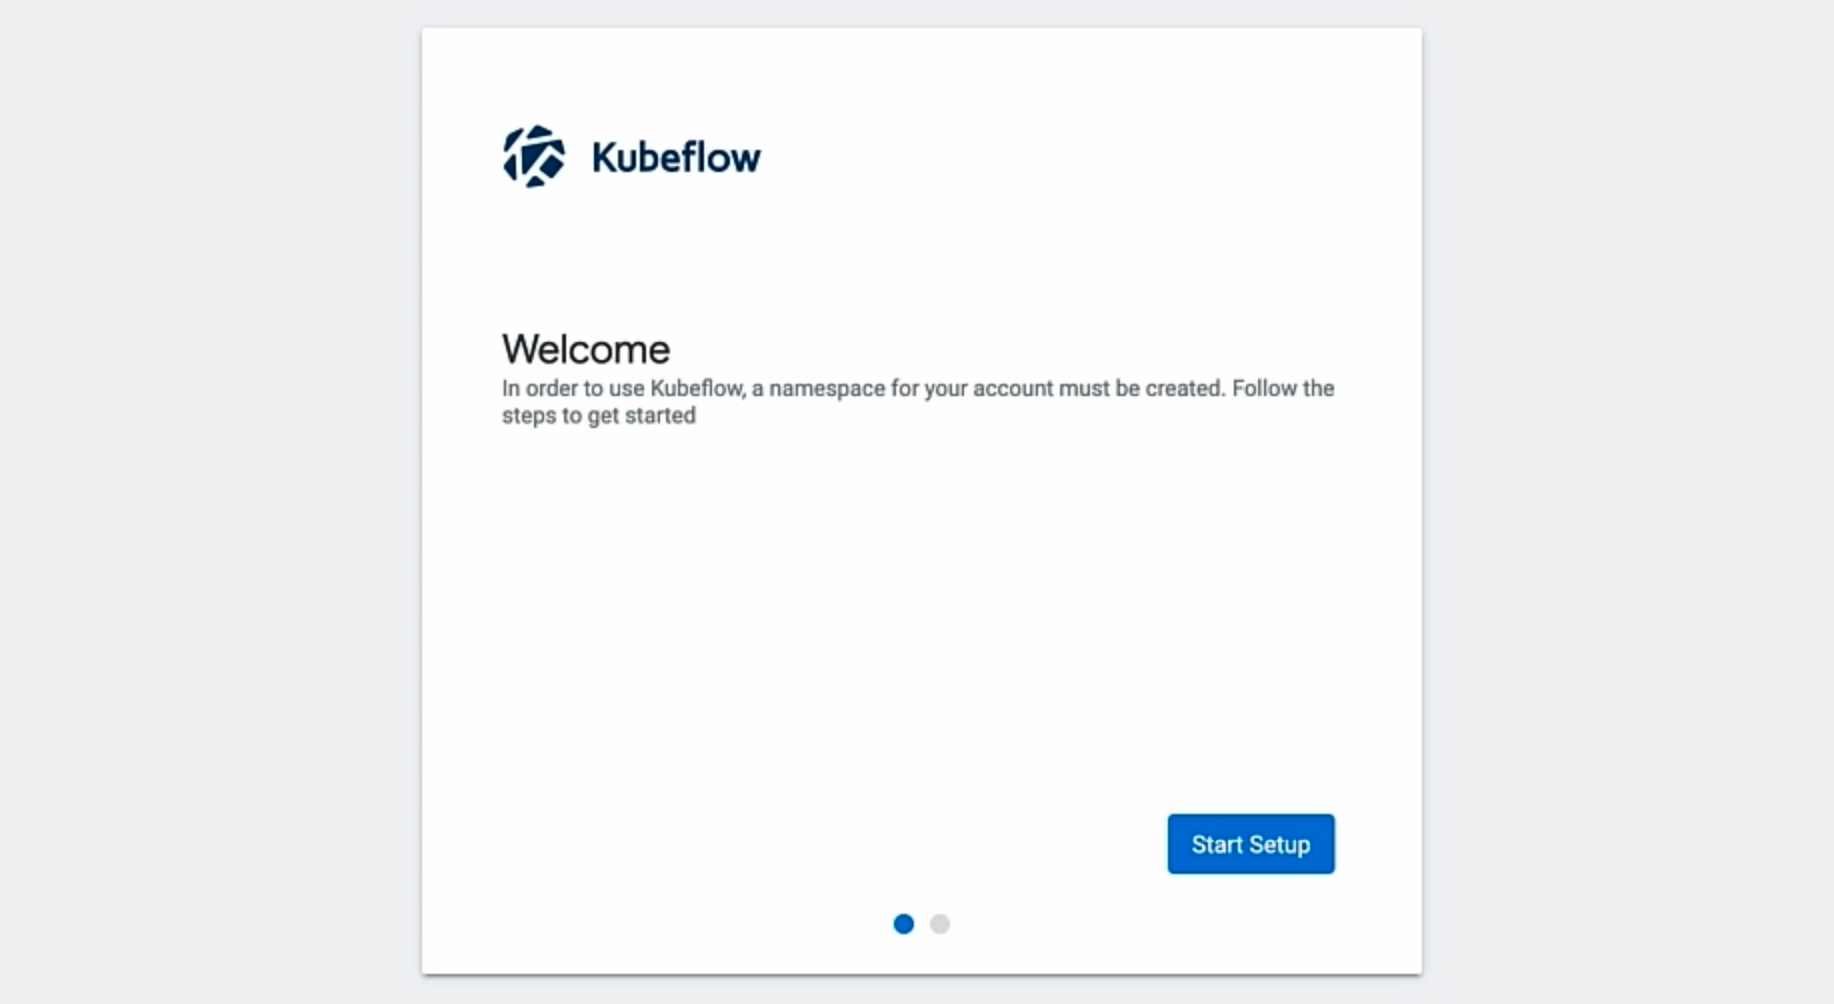 Kubeflow
Welcome
In order to use Kubeflow, a namespace for your account must be created. Follow the
steps to get started
Start Setup